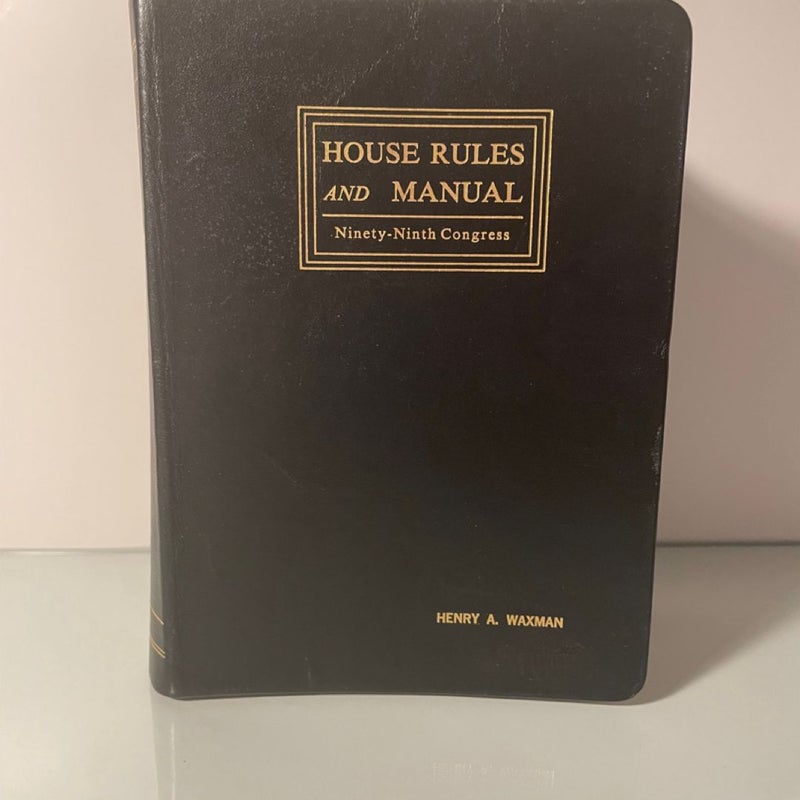 HOUSE RULES
AND MANUAL
Ninety-Ninth Congress
HENRY A. WAXMAN